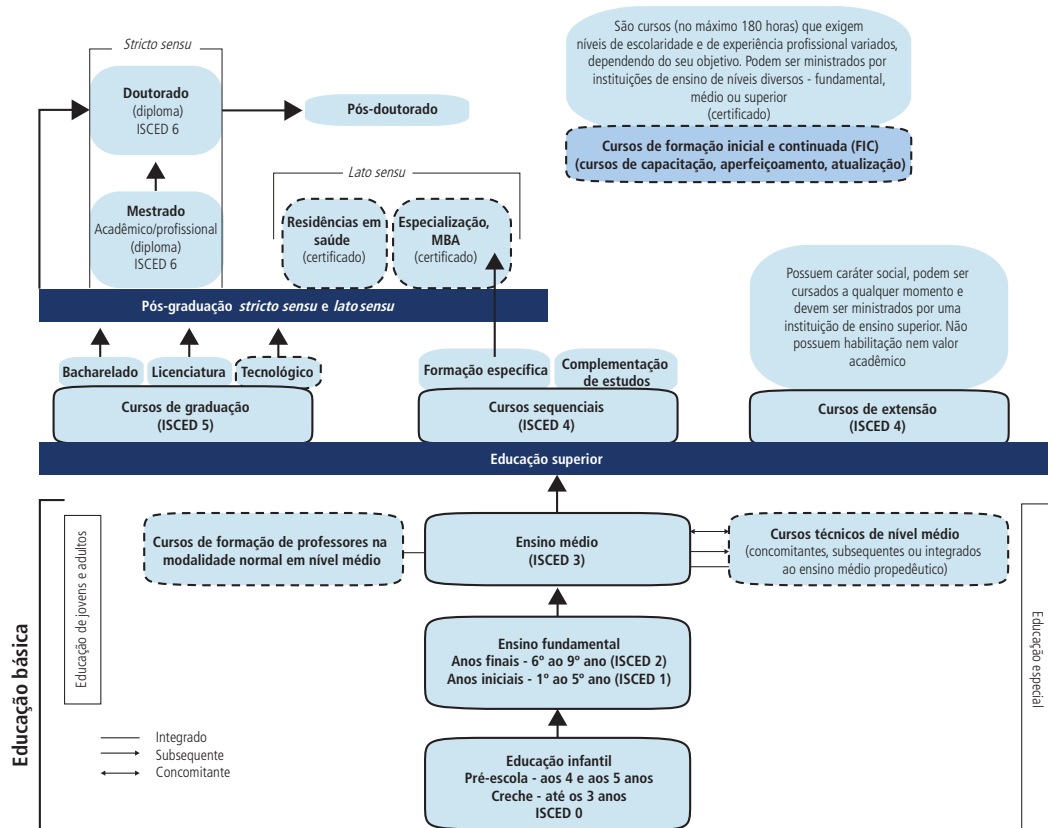 Stricto sensu
Doutorado
(diploma)
ISCED 6
Pós-doutorado
São cursos (no máximo 180 horas) que exigem
níveis de escolaridade e de experiência profissional variados,
dependendo do seu objetivo. Podem ser ministrados por
instituições de ensino de níveis diversos - fundamental,
médio ou superior
(certificado)
Cursos de formação inicial e continuada (FIC)
(cursos de capacitação, aperfeiçoamento, atualização)
Lato sensu
Mestrado
Acadêmico/profissional
(diploma)
ISCED 6
Residências em
saúde
(certificado)
Especialização,
MBA
(certificado)
Pós-graduação stricto sensu e lato sensu
Possuem caráter social, podem ser
cursados a qualquer momento e
devem ser ministrados por uma
instituição de ensino superior. Não
possuem habilitação nem valor
acadêmico
Bacharelado
Licenciatura
Tecnológico
Cursos de graduação
(ISCED 5)
Formação específica
Complementação
de estudos
Cursos sequenciais
(ISCED 4)
Cursos de extensão
(ISCED 4)
Educação superior
Educação básica
Educação de jovens e adultos
Cursos de formação de professores na
modalidade normal em nível médio
Ensino médio
(ISCED 3)
Cursos técnicos de nível médio
(concomitantes, subsequentes ou integrados
ao ensino médio propedêutico)
Educação especial
Ensino fundamental
Anos finais - 6º ao 9º ano (ISCED 2)
Anos iniciais - 1º ao 5º ano (ISCED 1)
Integrado
Subsequente
Concomitante
Educação infantil
Pré-escola - aos 4 e aos 5 anos
Creche - até os 3 anos
ISCED 0